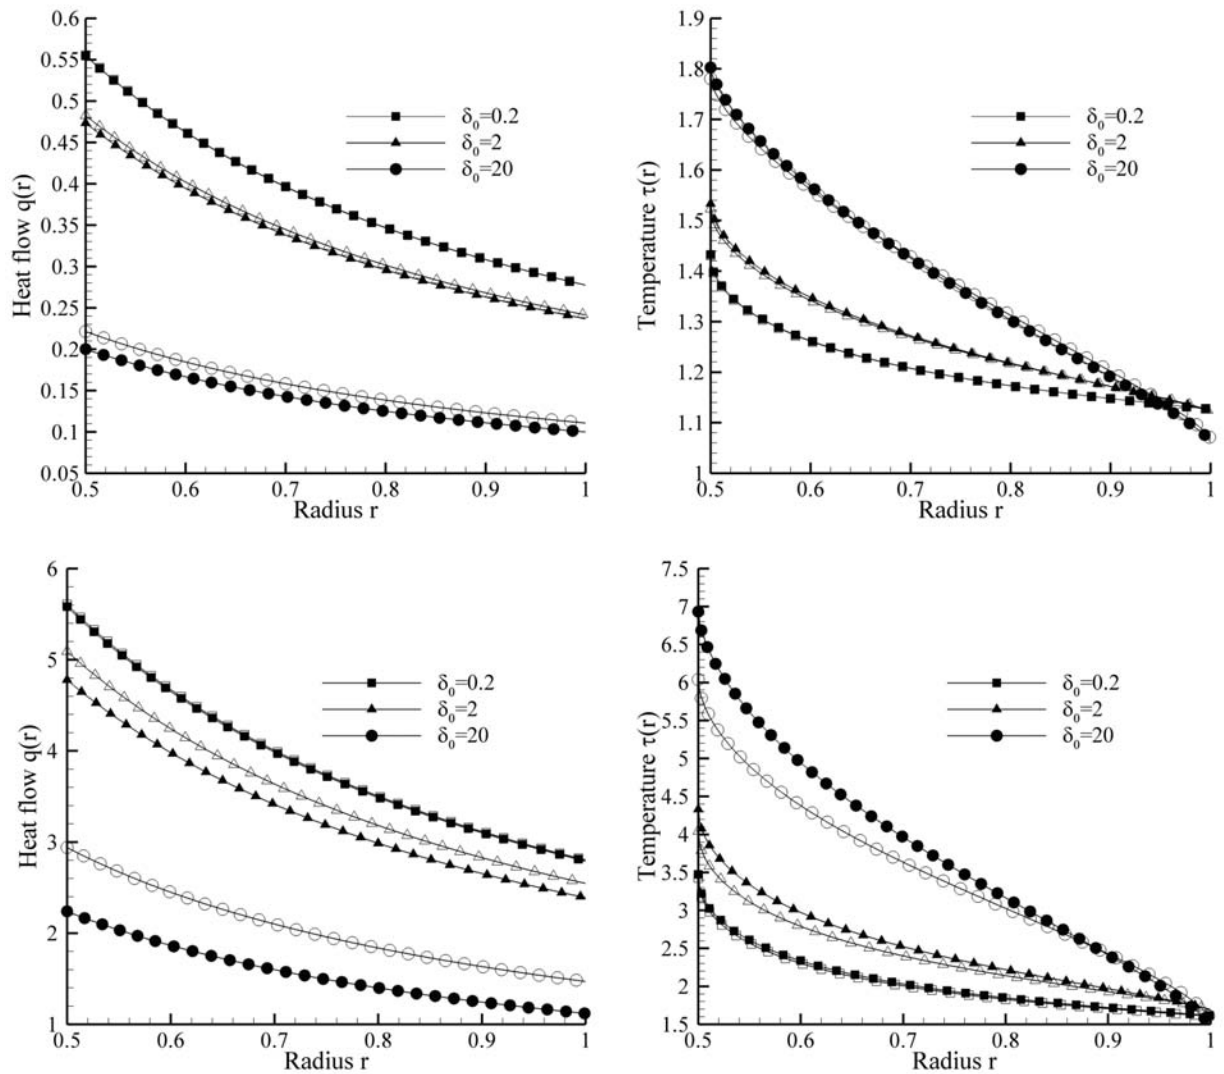 0.6
0.55
0.5
0.45
0.4
0.35
0.3
0.25
0.2
0.15
0.1
0.05
Heat flow q(r)
δ₀=0.2
δ₀=2
δ₀=20
0.5 0.6 0.7 0.8 0.9 1
Radius r
1.9
1.8
1.7
1.6
1.5
1.4
1.3
1.2
1.1
1
Temperature τ(r)
δ₀=0.2
δ₀=2
δ₀=20
0.5 0.6 0.7 0.8 0.9 1
Radius r
6
5
4
3
2
1
Heat flow q(r)
δ₀=0.2
δ₀=2
δ₀=20
0.5 0.6 0.7 0.8 0.9 1
Radius r
7.5
7
6.5
6
5.5
5
4.5
4
3.5
3
2.5
2
1.5
Temperature τ(r)
δ₀=0.2
δ₀=2
δ₀=20
0.5 0.6 0.7 0.8 0.9 1
Radius r